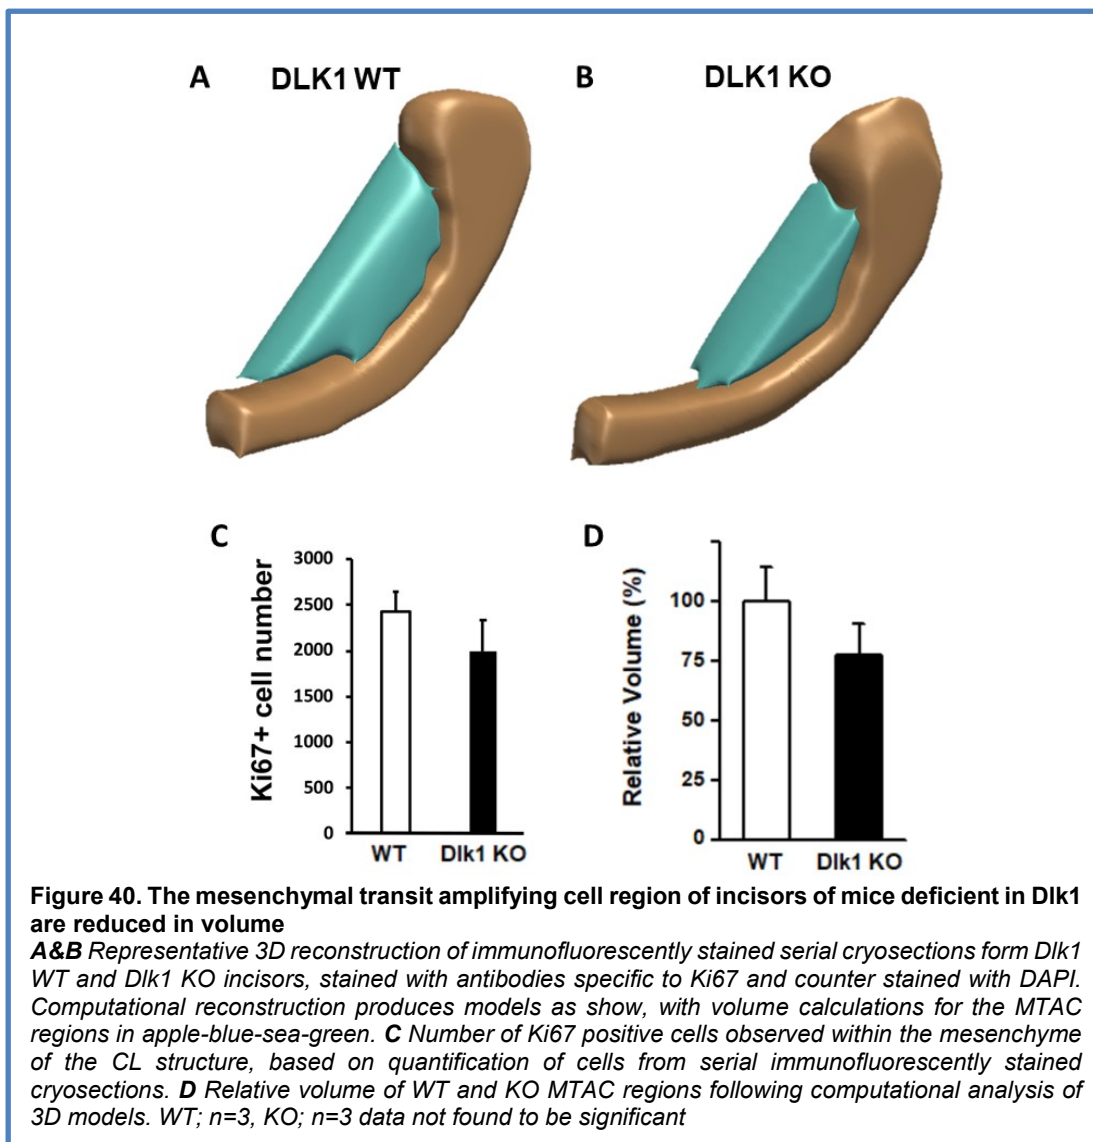 A DLK1 WT B DLK1 KO
C
Ki67+ cell number
3000
2500
2000
1500
1000
500
0
WT Dlk1 KO
D
Relative Volume (%)
100
75
50
25
0
WT Dlk1 KO
Figure 40. The mesenchymal transit amplifying cell region of incisors of mice deficient in Dlk1
are reduced in volume
A&B Representative 3D reconstruction of immunofluorescently stained serial cryosections form Dlk1
WT and Dlk1 KO incisors, stained with antibodies specific to Ki67 and counter stained with DAPI.
Computational reconstruction produces models as show, with volume calculations for the MTAC
regions in apple-blue-sea-green. C Number of Ki67 positive cells observed within the mesenchyme
of the CL structure, based on quantification of cells from serial immunofluorescently stained
cryosections. D Relative volume of WT and KO MTAC regions following computational analysis of
3D models. WT; n=3, KO; n=3 data not found to be significant